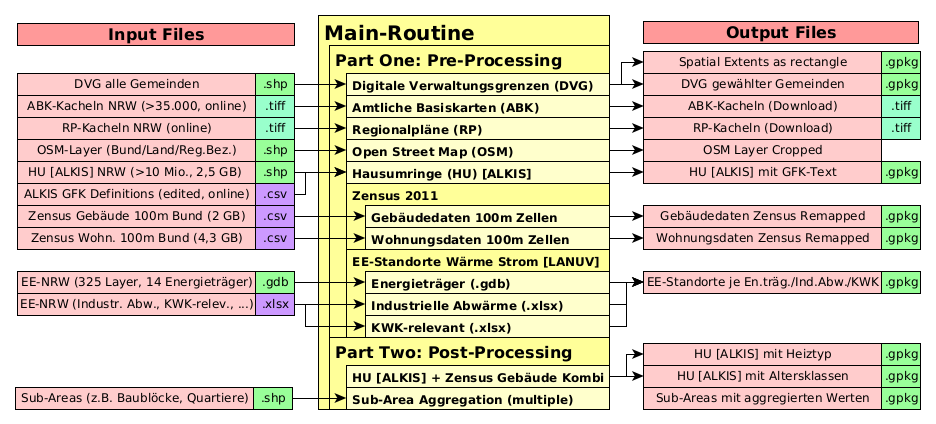 Input Files
DVG alle Gemeinden .shp
ABK-Kacheln NRW (>35.000, online) .tiff
RP-Kacheln NRW (online) .tiff
OSM-Layer (Bund/Land/Reg.Bez.) .shp
HU [ALKIS] NRW (>10 Mio., 2,5 GB) .shp
ALKIS GFK Definitions (edited, online) .csv
Zensus Gebäude 100m Bund (2 GB) .csv
Zensus Wohn. 100m Bund (4,3 GB) .csv
EE-NRW (325 Layer, 14 Energieträger) .gdb
EE-NRW (Industr. Abw., KWK-relev., ...) .xlsx
Sub-Areas (z.B. Baublöcke, Quartiere) .shp
Main-Routine
Part One: Pre-Processing
Digitale Verwaltungsgrenzen (DVG)
Amtliche Basiskarten (ABK)
Regionalpläne (RP)
Open Street Map (OSM)
Hausumringe (HU) [ALKIS]
Zensus 2011
Gebäudedaten 100m Zellen
Wohnungsdaten 100m Zellen
EE-Standorte Wärme Strom [LANUV]
Energieträger (.gdb)
Industrielle Abwärme (.xlsx)
KWK-relevant (.xlsx)
Part Two: Post-Processing
HU [ALKIS] + Zensus Gebäude Kombi
Sub-Area Aggregation (multiple)
Output Files
Spatial Extents as rectangle .gpkg
DVG gewählter Gemeinden .gpkg
ABK-Kacheln (Download) .tiff
RP-Kacheln (Download) .tiff
OSM Layer Cropped
HU [ALKIS] mit GFK-Text .gpkg
Gebäudedaten Zensus Remapped .gpkg
Wohnungsdaten Zensus Remapped .gpkg
EE-Standorte je En.träg./Ind.Abw./KWK .gpkg
HU [ALKIS] mit Heiztyp .gpkg
HU [ALKIS] mit Altersklassen .gpkg
Sub-Areas mit aggregierten Werten .gpkg